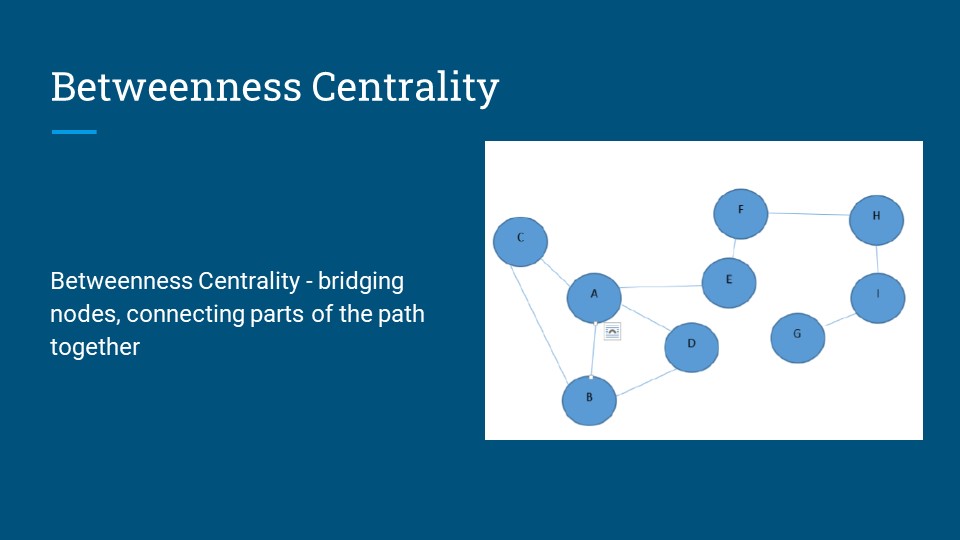 Betweenness Centrality
Betweenness Centrality - bridging
nodes, connecting parts of the path
together
F
H
C
E
A
I
G
D
B